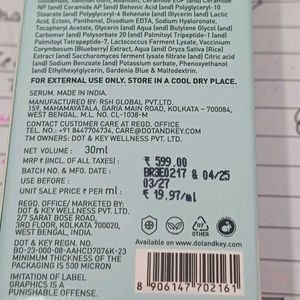 NP (and) Ceramide AP (and) Behenic Acid (and) Polyglyceryl-10
Stearate (and) Polyglyceryl-6 Behenate (and) Glycerin (and)
Lactic Acid, Ectoin, Phantenol, Disodium EDTA, Sodium Hyaluronate,
Tocopheryl Acetate, Glycerin (and) Aqua (and) Butylene Glycol (and)
Carbomer (and) Polysorbate 20 (and) Palmitoyl Tripeptide-1 (and)
Palmitoyl Tetrapeptide-7, Lactococcus Ferment Lysate, Vaccinium
Corymbosum (Blueberry) Extract, Aqua (and) Oryza Sativa (Rice)
Extract (and) Saccharomyces ferment lysate filtrate, Citric Acid (and)
Sodium Benzoate (and) Potassium sorbate, Phenoxyethanol
(and) Ethylhexylglycerin, Gardenia Blue & Maltodextrin.
FOR EXTERNAL USE ONLY. STORE IN A COOL DRY PLACE.
SERUM. MADE IN INDIA.
MANUFACTURED BY: RSH GLOBAL PVT.LTD.
159, MAHAMAYATALA, GARIA MAIN ROAD, KOLKATA - 700084,
WEST BENGAL. M.L. NO. CL-1038-M
CONTACT CUSTOMER CARE AT REGD. OFFICE
TEL. NO: +91 8447704734, CARE@DOTANDKEY.COM
TM OWNERS: DOT & KEY WELLNESS PVT. LTD.
NET VOLUME: 30ml
MRP ₹ (INCL. OF ALL TAXES): ₹ 599.00
BATCH NO. & MFG. DATE: BR3E0217 & 04/25
USE BEFORE: 03/27
UNIT SALE PRICE ₹ per ml: ₹ 19.97/ml
REGD. OFFICE/ MARKETED BY:
DOT & KEY WELLNESS PVT. LTD.
2/7 SARAT BOSE ROAD,
3RD FLOOR, KOLKATA 700020,
WEST BENGAL, INDIA.
DOT & KEY REGN. NO.
BO-23-000-08-AAHCD7076K-23
MINIMUM THICKNESS OF THE
PACKAGING IS 500 MICRON
IMITATION OF LABEL
GRAPHICS IS A
PUNISHABLE OFFENSE.
Available on www.dotandkey.com
8 906147 702161